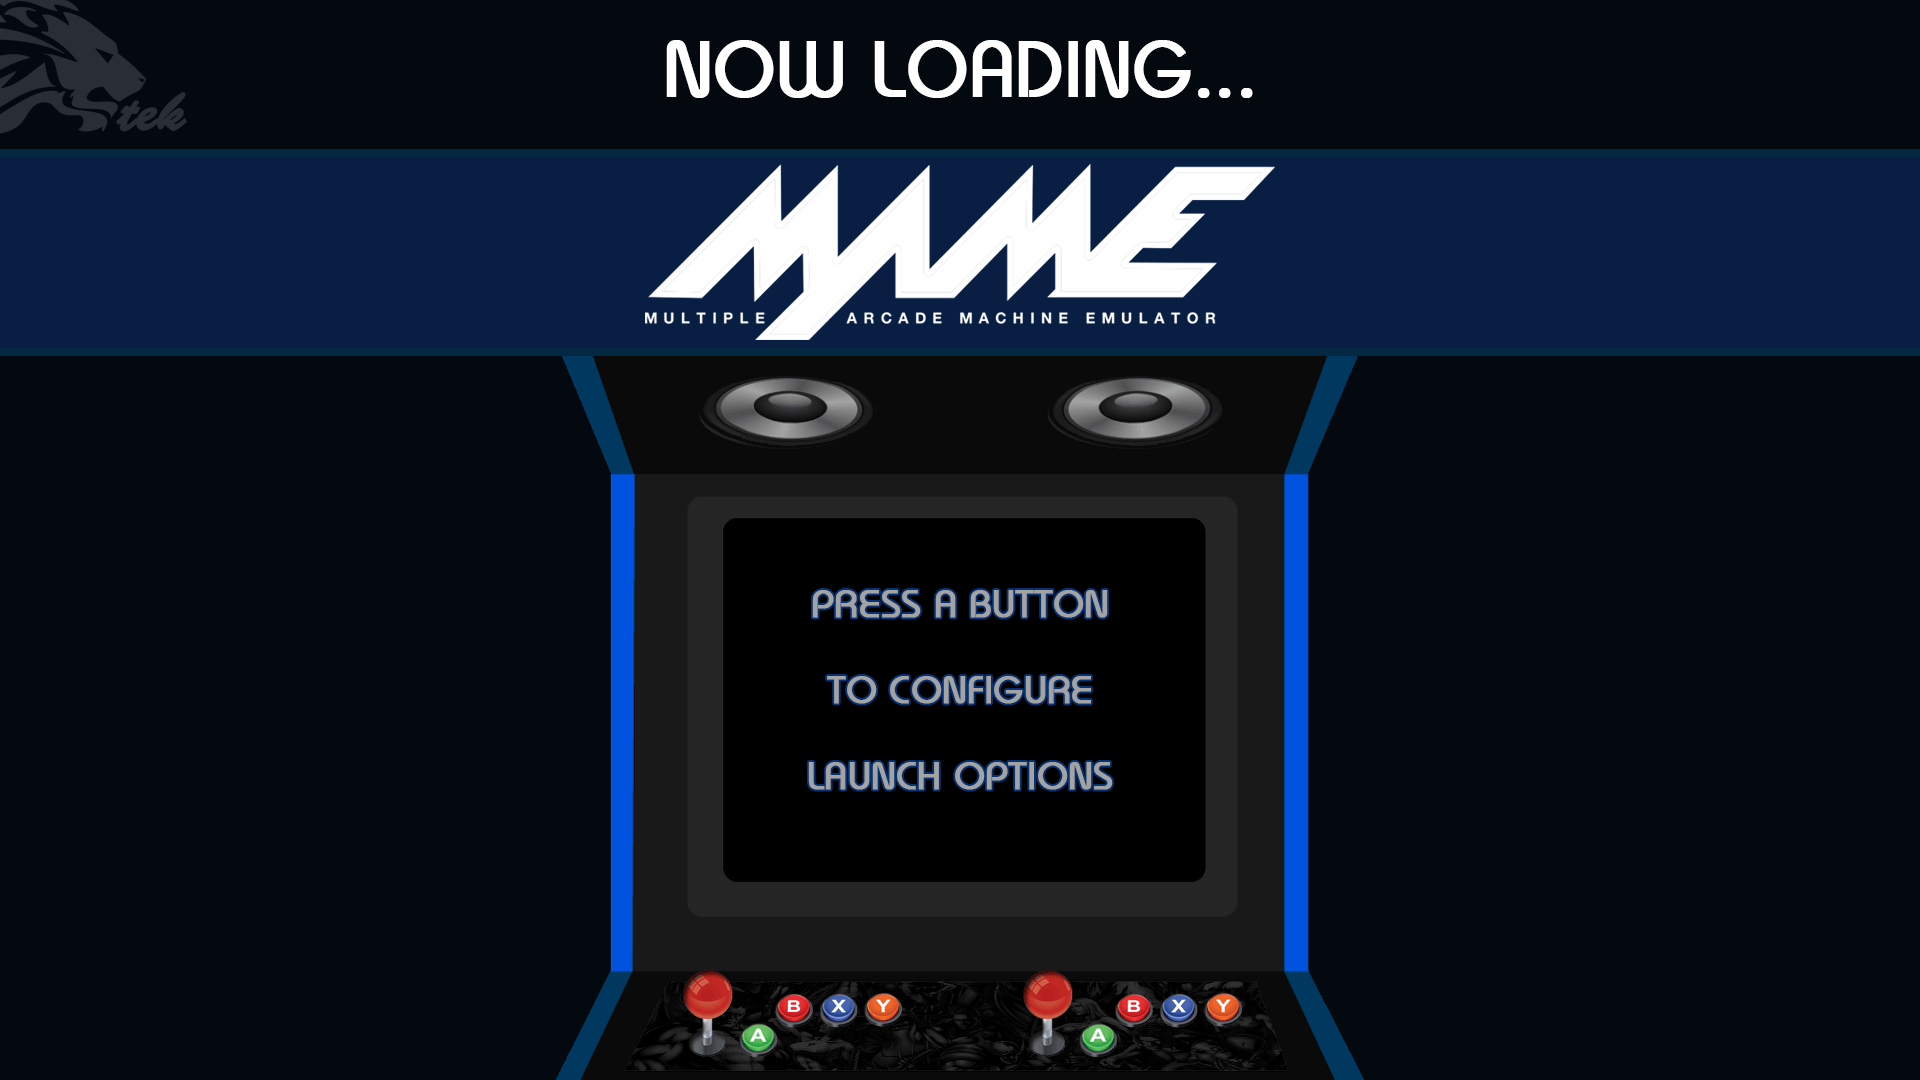 NOW LOADING...
tek
MAME
MULTIPLE ARCADE MACHINE EMULATOR
PRESS A BUTTON
TO CONFIGURE
LAUNCH OPTIONS
B X Y B X Y
A A